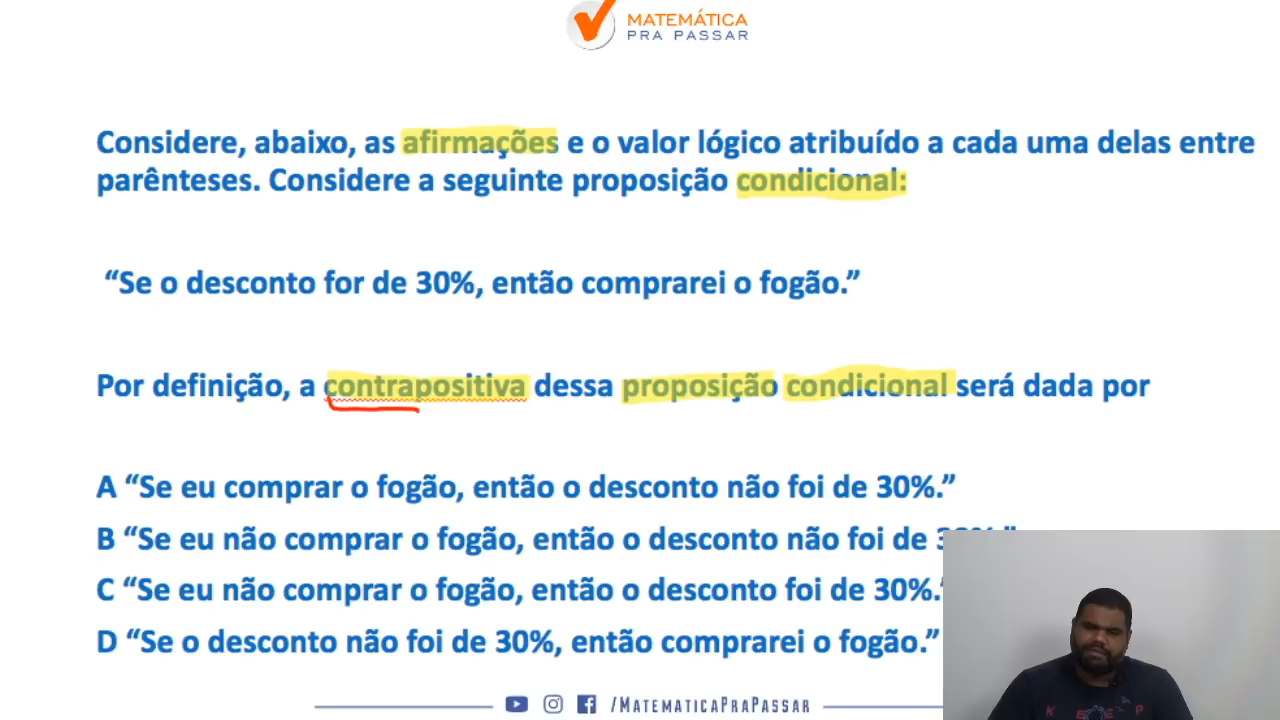 MATEMÁTICA
PRA PASSAR
Considere, abaixo, as afirmações e o valor lógico atribuído a cada uma delas entre
parênteses. Considere a seguinte proposição condicional:
“Se o desconto for de 30%, então comprarei o fogão.”
Por definição, a contrapositiva dessa proposição condicional será dada por
A “Se eu comprar o fogão, então o desconto não foi de 30%.”
B “Se eu não comprar o fogão, então o desconto não foi de
C “Se eu não comprar o fogão, então o desconto foi de 30%.”
D “Se o desconto não foi de 30%, então comprarei o fogão.”
/MATEMATICAPRAPASSAR